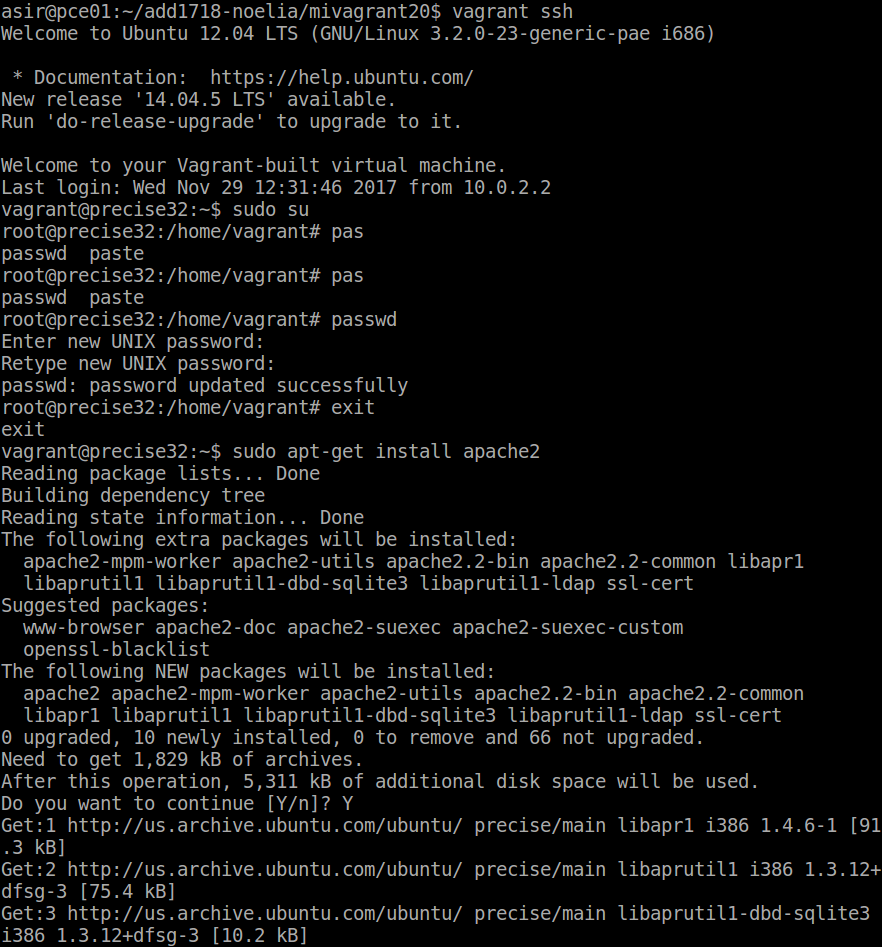 asir@pce01:~/add1718-noelia/mivagrant20$ vagrant ssh
Welcome to Ubuntu 12.04 LTS (GNU/Linux 3.2.0-23-generic-pae i686)

 * Documentation:  https://help.ubuntu.com/
New release '14.04.5 LTS' available.
Run 'do-release-upgrade' to upgrade to it.

Welcome to your Vagrant-built virtual machine.
Last login: Wed Nov 29 12:31:46 2017 from 10.0.2.2
vagrant@precise32:~$ sudo su
root@precise32:/home/vagrant# pas
passwd  paste
root@precise32:/home/vagrant# pas
passwd  paste
root@precise32:/home/vagrant# passwd
Enter new UNIX password:
Retype new UNIX password:
passwd: password updated successfully
root@precise32:/home/vagrant# exit
exit
vagrant@precise32:~$ sudo apt-get install apache2
Reading package lists... Done
Building dependency tree
Reading state information... Done
The following extra packages will be installed:
  apache2-mpm-worker apache2-utils apache2.2-bin apache2.2-common libapr1
  libaprutil1 libaprutil1-dbd-sqlite3 libaprutil1-ldap ssl-cert
Suggested packages:
  www-browser apache2-doc apache2-suexec apache2-suexec-custom
  openssl-blacklist
The following NEW packages will be installed:
  apache2 apache2-mpm-worker apache2-utils apache2.2-bin apache2.2-common
  libapr1 libaprutil1 libaprutil1-dbd-sqlite3 libaprutil1-ldap ssl-cert
0 upgraded, 10 newly installed, 0 to remove and 66 not upgraded.
Need to get 1,829 kB of archives.
After this operation, 5,311 kB of additional disk space will be used.
Do you want to continue [Y/n]? Y
Get:1 http://us.archive.ubuntu.com/ubuntu/ precise/main libapr1 i386 1.4.6-1 [91
.3 kB]
Get:2 http://us.archive.ubuntu.com/ubuntu/ precise/main libaprutil1 i386 1.3.12+
dfsg-3 [75.4 kB]
Get:3 http://us.archive.ubuntu.com/ubuntu/ precise/main libaprutil1-dbd-sqlite3
i386 1.3.12+dfsg-3 [10.2 kB]